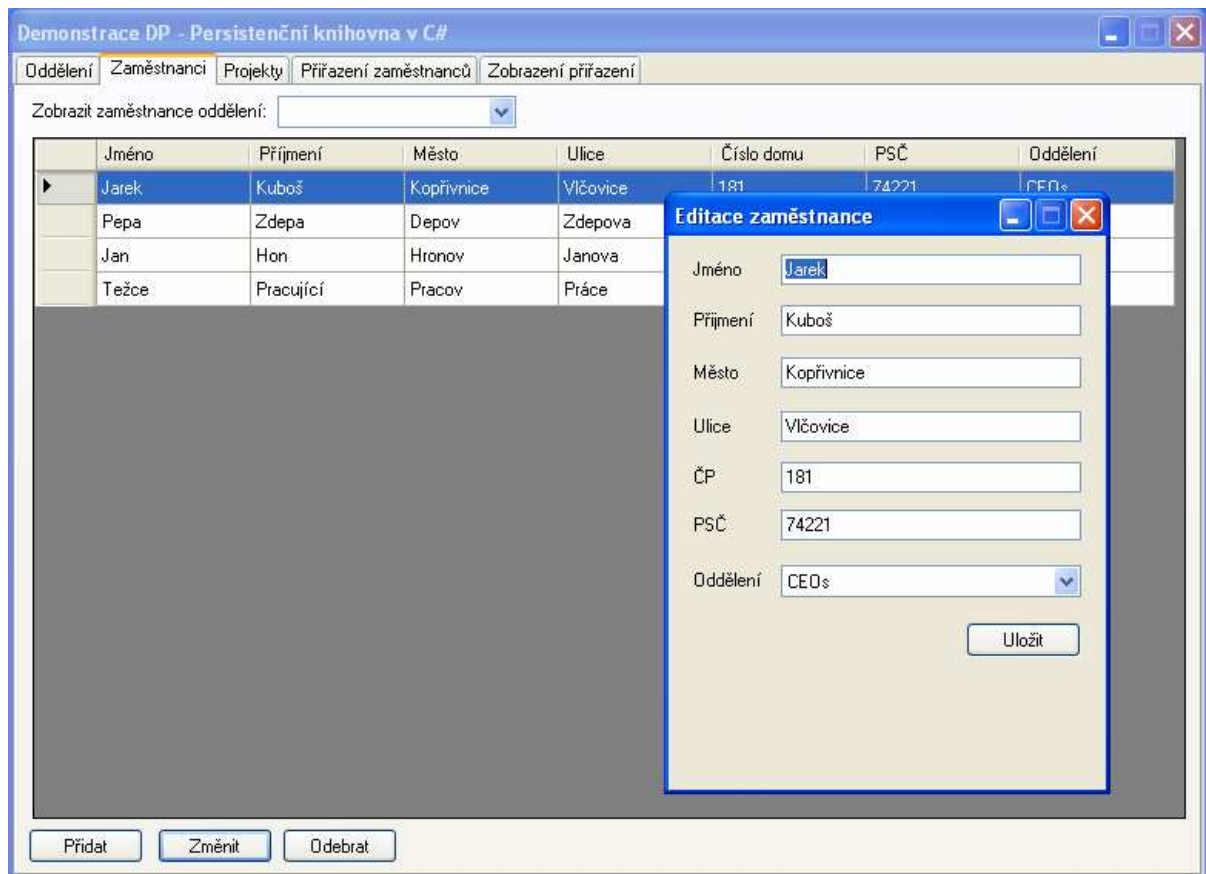 Demonstrace DP - Persistenční knihovna v C#
Oddělení Zaměstnanci Projekty Přiřazení zaměstnanců Zobrazení přiřazení
Zobrazit zaměstnance oddělení:
Jméno Příjmení Město Ulice Číslo domu PSČ Oddělení
Jarek Kuboš Kopřivnice Vlčovice 181 74221 CEOs
Pepa Zdepa Depov Zdepova
Jan Hon Hronov Janova
Težce Pracující Pracov Práce
Editace zaměstnance
Jméno Jarek
Přijmení Kuboš
Město Kopřivnice
Ulice Vlčovice
ČP 181
PSČ 74221
Oddělení CEOs
Uložit
Přidat Změnit Odebrat